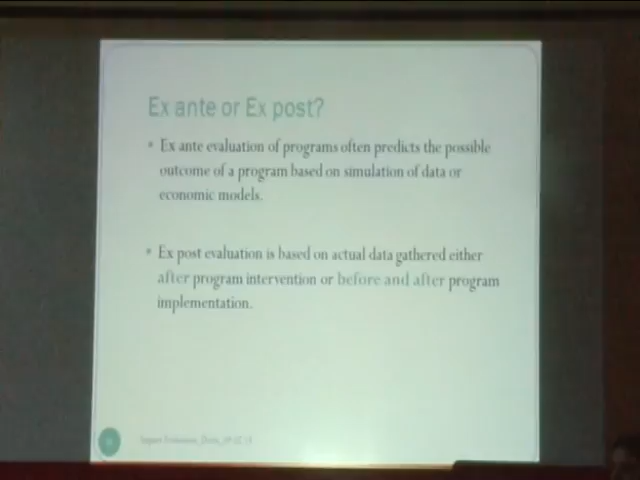 Ex ante or Ex post?
• Ex ante evaluation of programs often predicts the possible
outcome of a program based on simulation of data or
economic models.
• Ex post evaluation is based on actual data gathered either
after program intervention or before and after program
implementation.